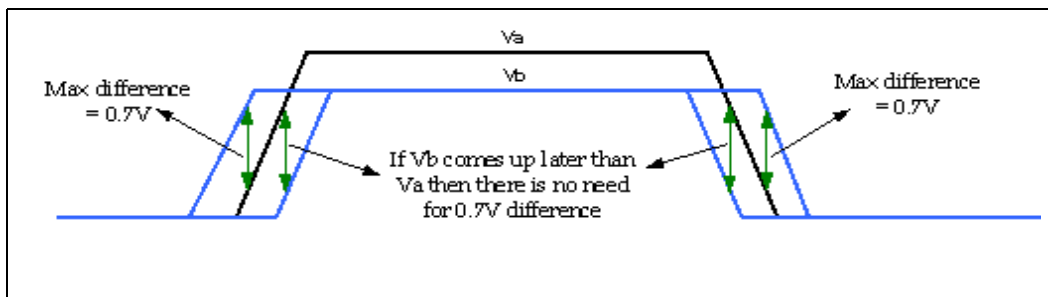 Va
Vb
Max difference
= 0.7V
Max difference
= 0.7V
If Vb comes up later than
Va then there is no need
for 0.7V difference